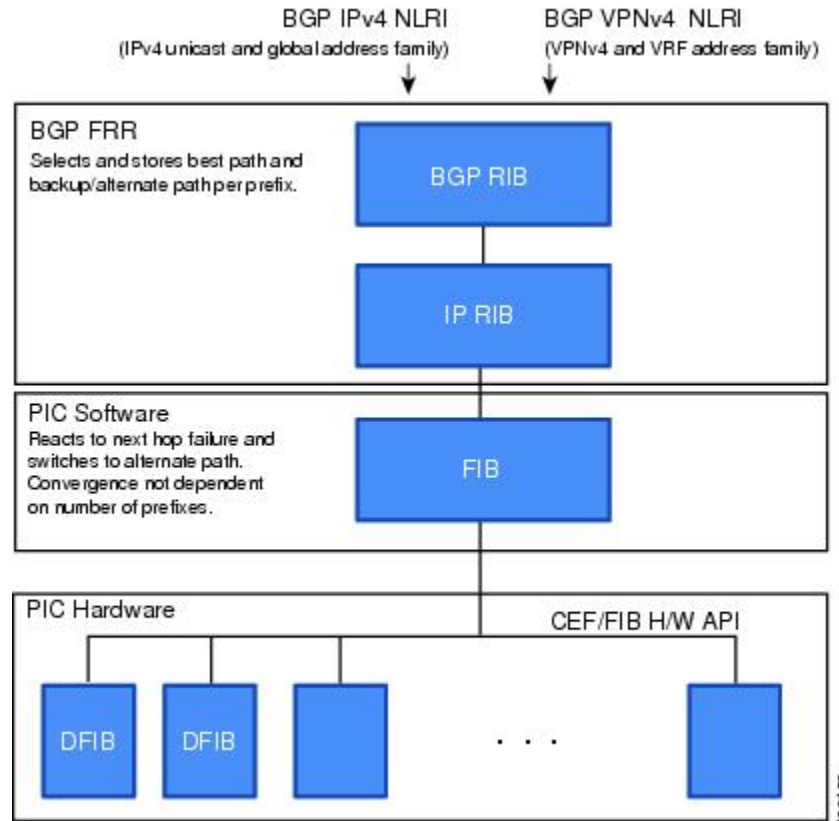 BGP IPv4 NLRI
(IPv4 unicast and global address family)
BGP VPNv4 NLRI
(VPNv4 and VRF address family)
BGP FRR
Selects and stores best path and
backup/alternate path per prefix.
BGP RIB
IP RIB
PIC Software
Reacts to next hop failure and
switches to alternate path.
Convergence not dependent
on number of prefixes.
FIB
PIC Hardware
CEF/FIB H/W API
DFIB
DFIB
. . .